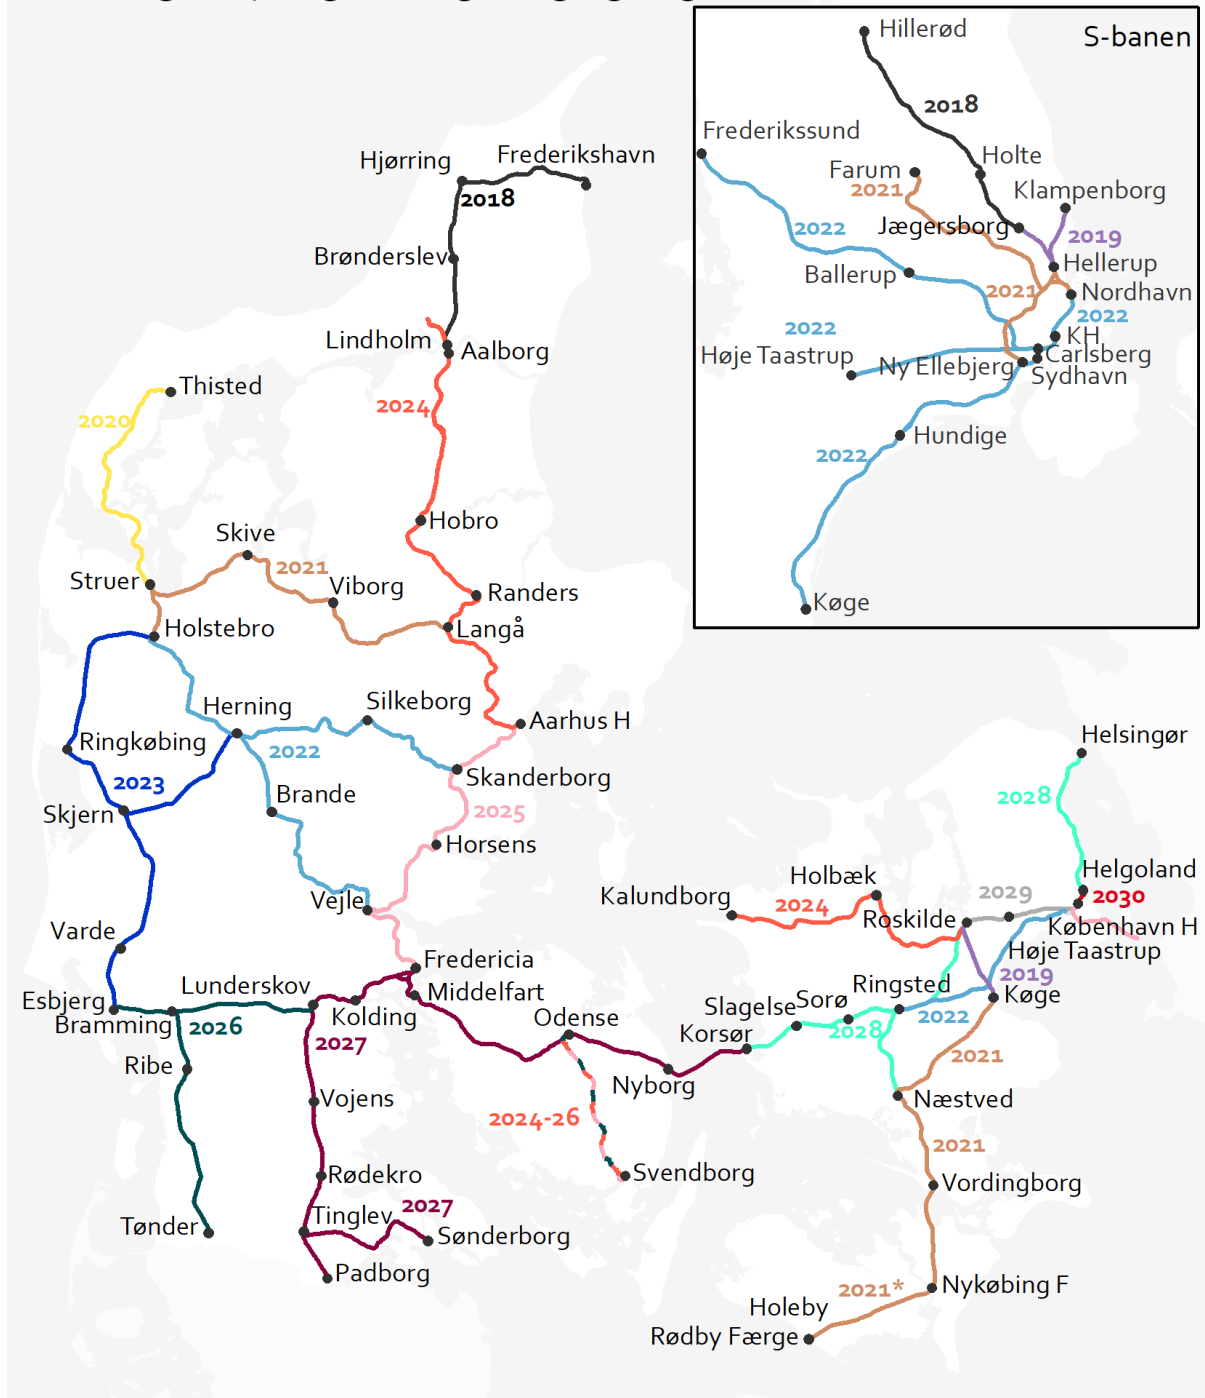 S-banen
Hillerød
2018
Frederikssund
Holte
Farum
2021
Klampenborg
2022
Jægersborg
2019
Hellerup
Ballerup
2021
Nordhavn
2022
2022
KH
Høje Taastrup
Carlsberg
Ny Ellebjerg
Sydhavn
Hundige
2022
Køge
Hjørring
Frederikshavn
2018
Brønderslev
Lindholm
Aalborg
Thisted
2024
2020
Hobro
Skive
2021
Struer
Viborg
Randers
Holstebro
Langå
Silkeborg
Herning
Aarhus H
Ringkøbing
2022
Skanderborg
2023
Brande
2025
Skjern
Horsens
Helsingør
2028
Vejle
Holbæk
Helgoland
Kalundborg
2024
2029
2030
Roskilde
København H
Varde
Høje Taastrup
Fredericia
2019
Lunderskov
Middelfart
Ringsted
Køge
Esbjerg
Slagelse
Sorø
Bramming
2026
Kolding
Odense
Korsør
2028
2022
2027
2021
Ribe
Nyborg
Vojens
Næstved
2024-26
2021
Rødekro
Svendborg
Vordingborg
2027
Tinglev
Tønder
Sønderborg
Padborg
2021*
Nykøbing F
Holeby
Rødby Færge